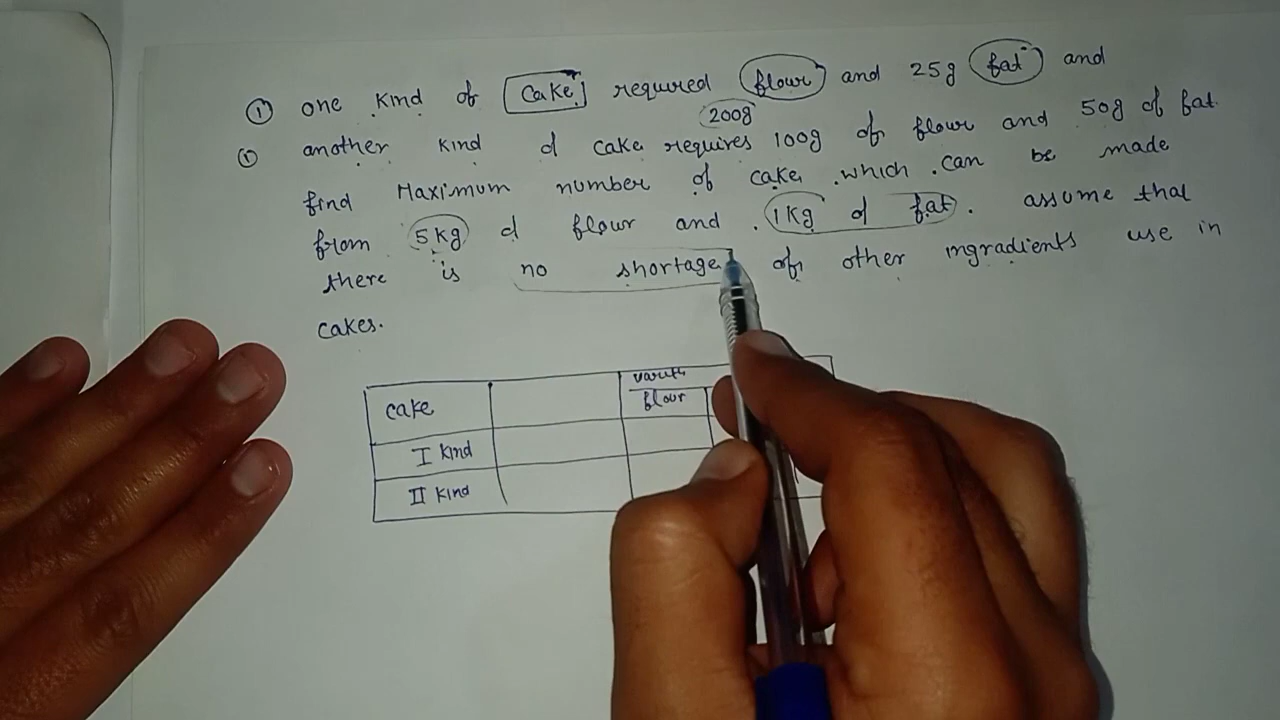 ① one kind of cake required flour and 25g fat and
200g
① another kind d cake requires 100g of flour and 50g of fat
find Maximum number of cake which can be made
from 5kg d flour and 1kg of fat. assume that
there is no shortage of other ingradients use in
cakes.
cake
flour
I kind
II kind